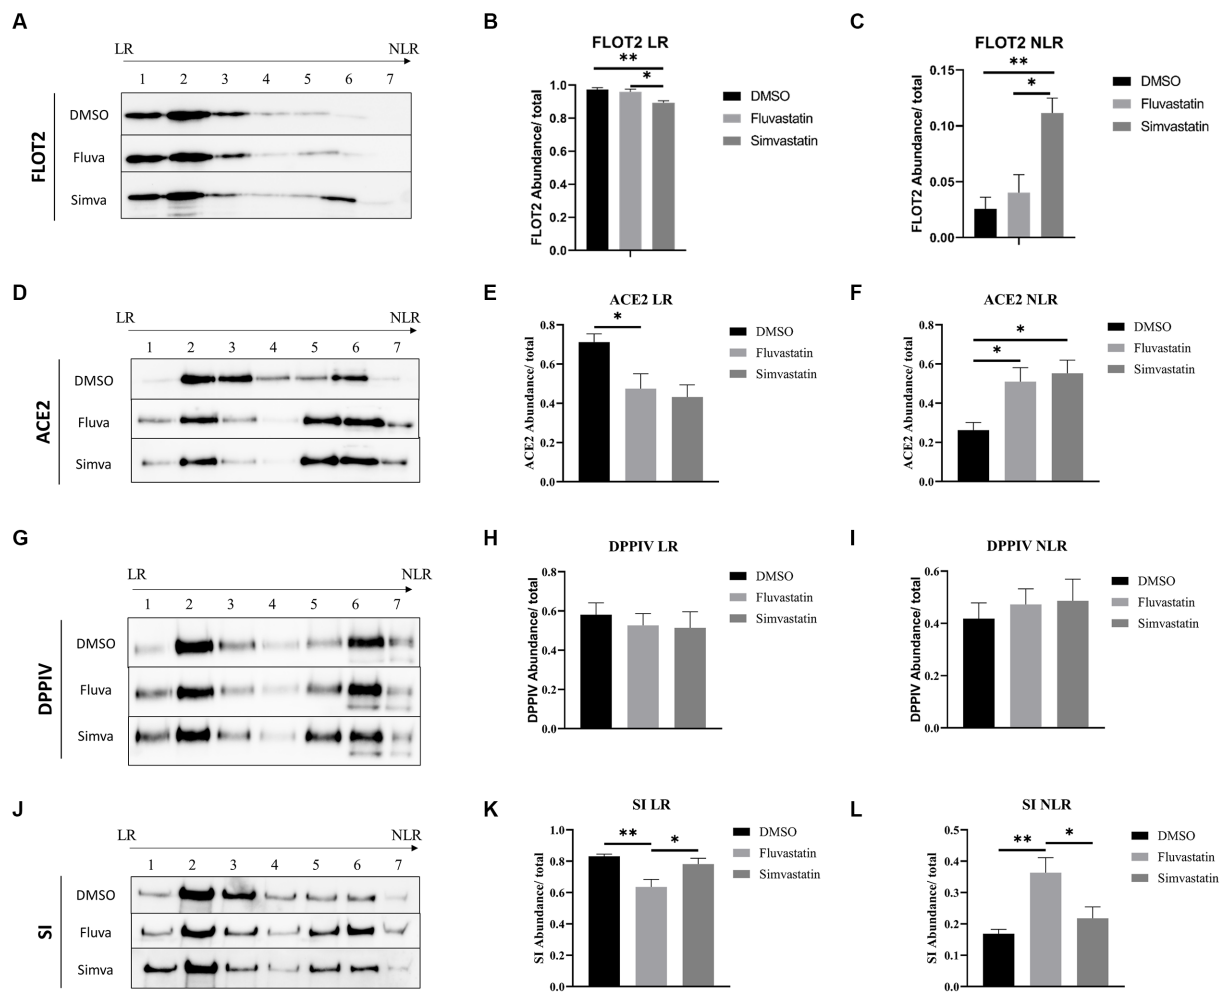 A
LR
NLR
1 2 3 4 5 6 7
FLOT2
DMSO
Fluva
Simva
B
FLOT2 LR
**
*
FLOT2 Abundance/ total
1.0
0.8
0.6
0.4
0.2
0.0
DMSO
Fluvastatin
Simvastatin
C
FLOT2 NLR
**
*
FLOT2 Abundance/ total
0.15
0.10
0.05
0.00
DMSO
Fluvastatin
Simvastatin
D
LR
NLR
1 2 3 4 5 6 7
ACE2
DMSO
Fluva
Simva
E
ACE2 LR
*
ACE2 Abundance/ total
0.8
0.6
0.4
0.2
0.0
DMSO
Fluvastatin
Simvastatin
F
ACE2 NLR
*
*
ACE2 Abundance/ total
0.8
0.6
0.4
0.2
0.0
DMSO
Fluvastatin
Simvastatin
G
LR
NLR
1 2 3 4 5 6 7
DPPIV
DMSO
Fluva
Simva
H
DPPIV LR
DPPIV Abundance/ total
0.8
0.6
0.4
0.2
0.0
DMSO
Fluvastatin
Simvastatin
I
DPPIV NLR
DPPIV Abundance/ total
0.6
0.4
0.2
0.0
DMSO
Fluvastatin
Simvastatin
J
LR
NLR
1 2 3 4 5 6 7
SI
DMSO
Fluva
Simva
K
SI LR
**
*
SI Abundance/ total
1.0
0.8
0.6
0.4
0.2
0.0
DMSO
Fluvastatin
Simvastatin
L
SI NLR
**
*
SI Abundance/ total
0.5
0.4
0.3
0.2
0.1
0.0
DMSO
Fluvastatin
Simvastatin